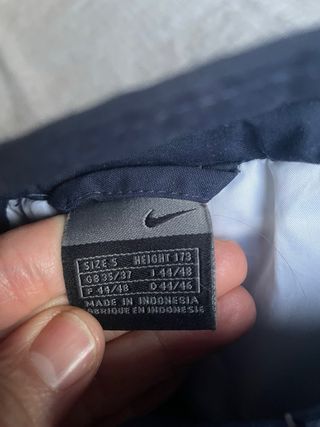 SIZE S HEIGHT 173
GB 35/37 I 44/48
F 44/48 D 44/46
MADE IN INDONESIA
FABRIQUE EN INDONESIE